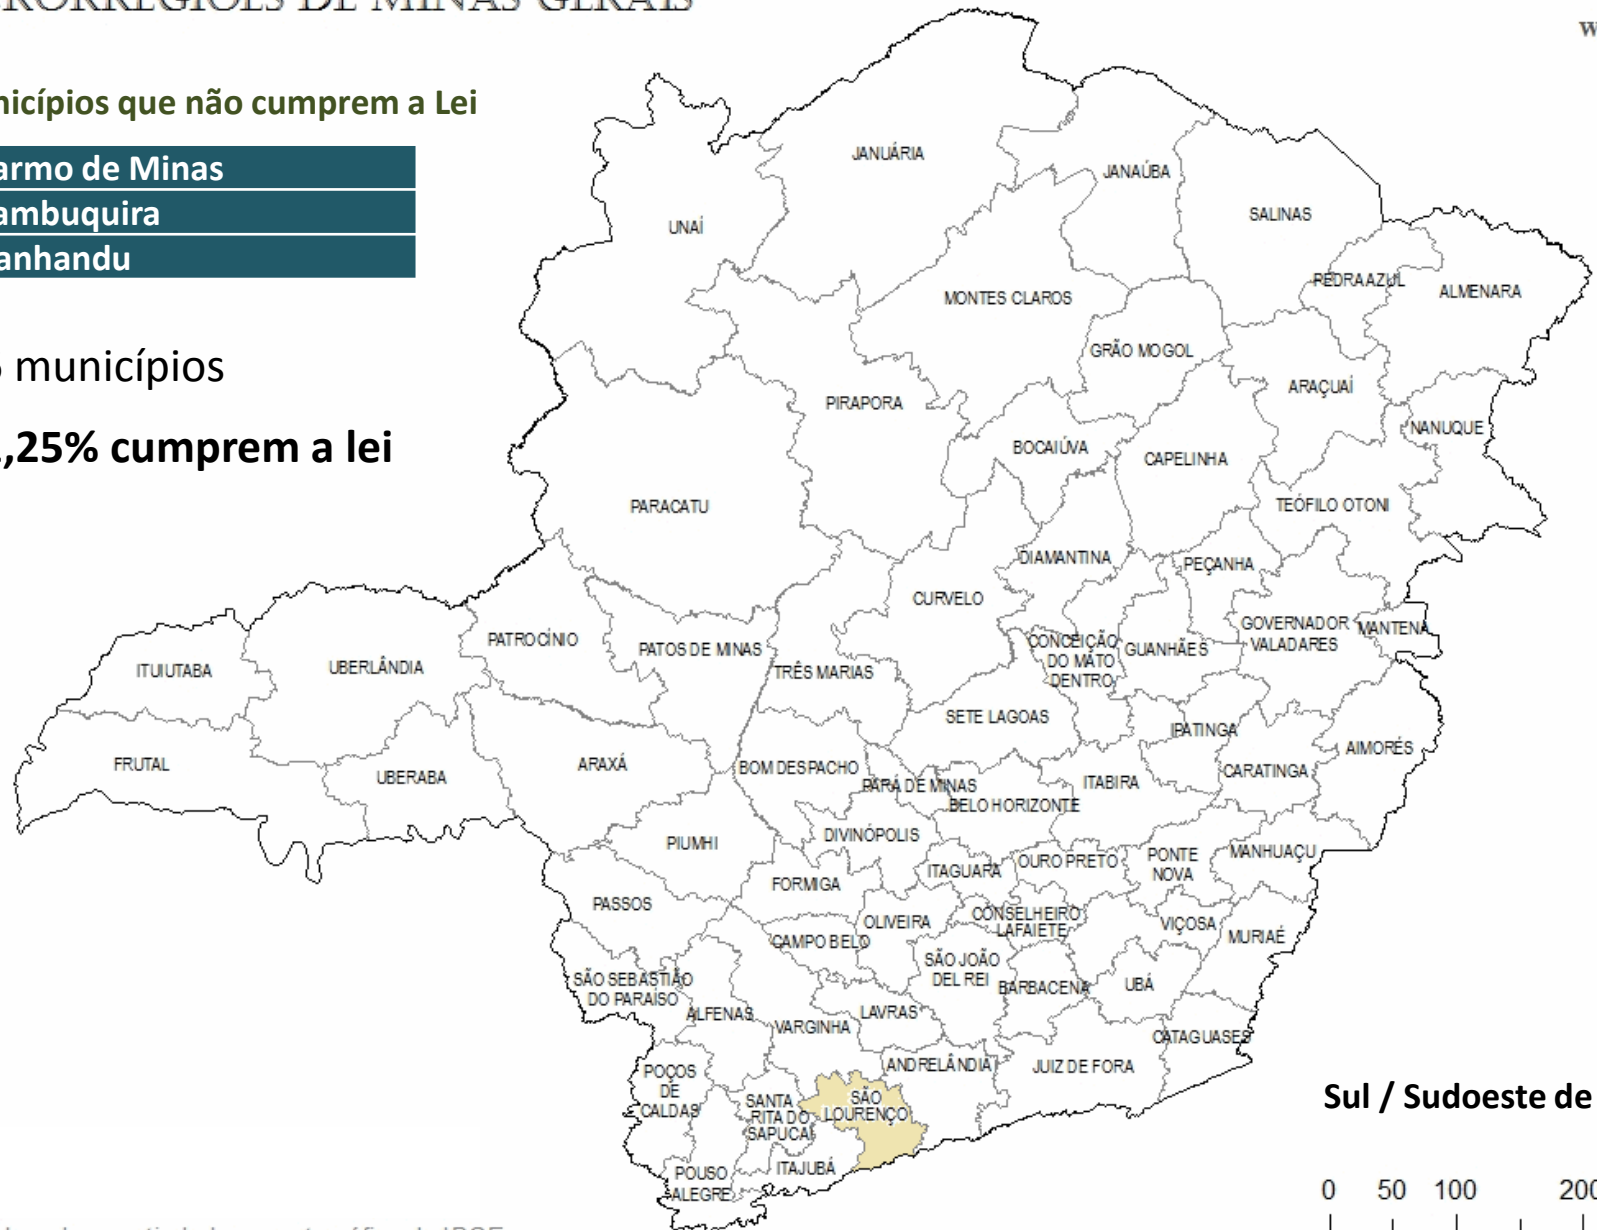 RORREGIÕES DE MINAS GERAIS
w
nicípios que não cumprem a Lei
armo de Minas
ambuquira
anhandu
municípios
,25% cumprem a lei
JANUÁRIA
JANAÚBA
SALINAS
UNAÍ
PEDRA AZUL
ALMENARA
MONTES CLAROS
GRÃO MOGOL
ARAÇUAÍ
PIRAPORA
NANUQUE
BOCAIÚVA
CAPELINHA
PARACATU
TEÓFILO OTONI
DIAMANTINA
PEÇANHA
CURVELO
GOVERNADOR
VALADARES
MANTENA
PATROCÍNIO
PATOS DE MINAS
CONCEIÇÃO
DO MATO
DENTRO
GUANHÃES
ITUIUTABA
UBERLÂNDIA
TRÊS MARIAS
SETE LAGOAS
IPATINGA
AIMORÉS
FRUTAL
UBERABA
ARAXÁ
BOM DESPACHO
PARÁ DE MINAS
ITABIRA
CARATINGA
BELO HORIZONTE
PIUMHI
DIVINÓPOLIS
ITAGUARA
OURO PRETO
PONTE
NOVA
MANHUAÇU
FORMIGA
PASSOS
OLIVEIRA
CONSELHEIRO
LAFAIETE
VIÇOSA
MURIAÉ
CAMPO BELO
SÃO JOÃO
DEL REI
BARBACENA
UBÁ
SÃO SEBASTIÃO
DO PARAÍSO
ALFENAS
VARGINHA
LAVRAS
CATAGUASES
ANDRELÂNDIA
JUIZ DE FORA
POÇOS
DE
CALDAS
SANTA
RITA DO
SAPUCAÍ
SÃO
LOURENÇO
Sul / Sudoeste de
POUSO
ALEGRE
ITAJUBÁ
0 50 100 200